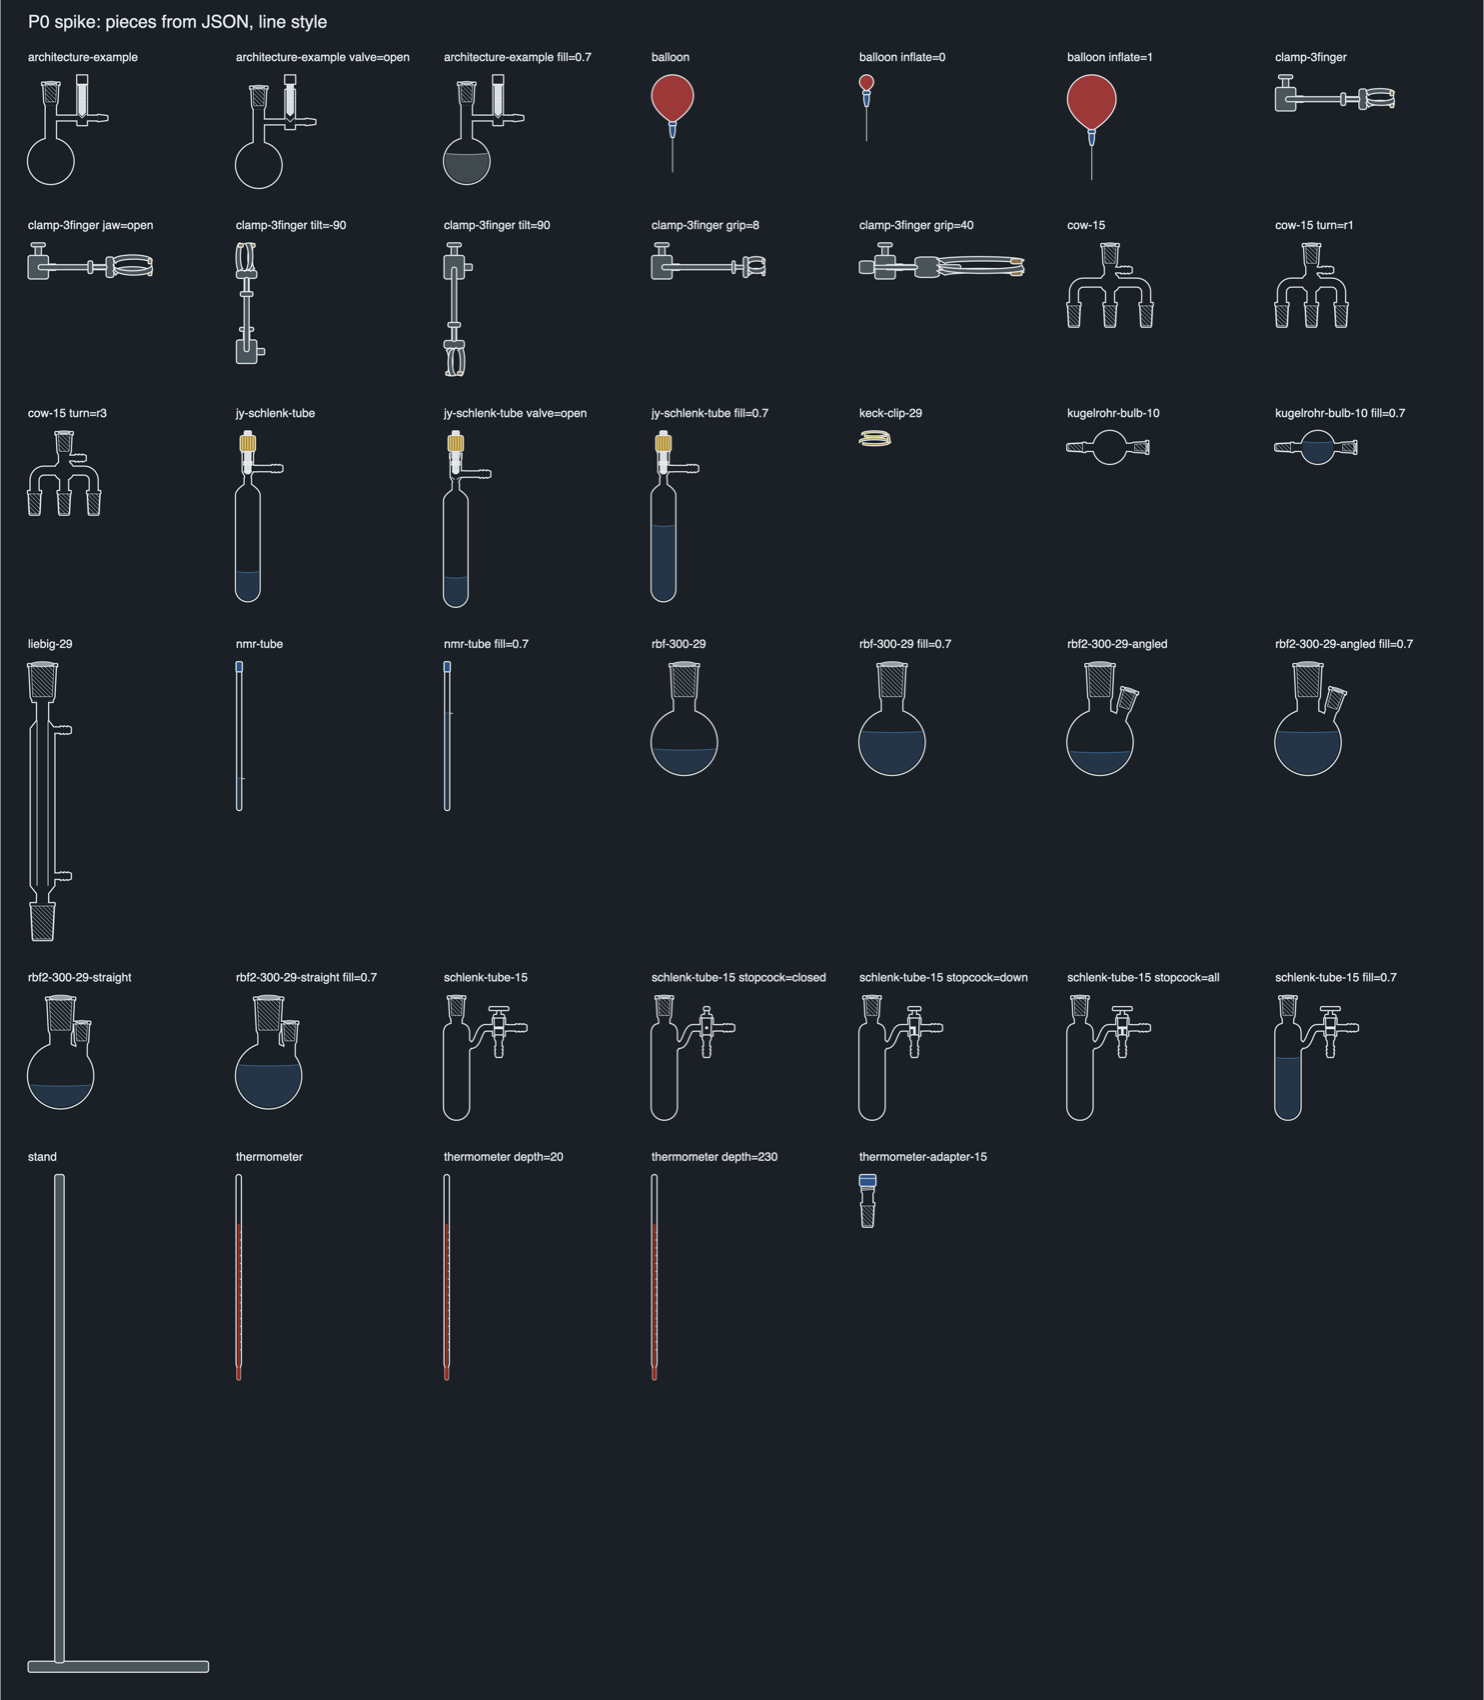 P0 spike: pieces from JSON, line style
architecture-example
architecture-example valve=open
architecture-example fill=0.7
balloon
balloon inflate=0
balloon inflate=1
clamp-3finger
clamp-3finger jaw=open
clamp-3finger tilt=-90
clamp-3finger tilt=90
clamp-3finger grip=8
clamp-3finger grip=40
cow-15
cow-15 turn=r1
cow-15 turn=r3
jy-schlenk-tube
jy-schlenk-tube valve=open
jy-schlenk-tube fill=0.7
keck-clip-29
kugelrohr-bulb-10
kugelrohr-bulb-10 fill=0.7
liebig-29
nmr-tube
nmr-tube fill=0.7
rbf-300-29
rbf-300-29 fill=0.7
rbf2-300-29-angled
rbf2-300-29-angled fill=0.7
rbf2-300-29-straight
rbf2-300-29-straight fill=0.7
schlenk-tube-15
schlenk-tube-15 stopcock=closed
schlenk-tube-15 stopcock=down
schlenk-tube-15 stopcock=all
schlenk-tube-15 fill=0.7
stand
thermometer
thermometer depth=20
thermometer depth=230
thermometer-adapter-15